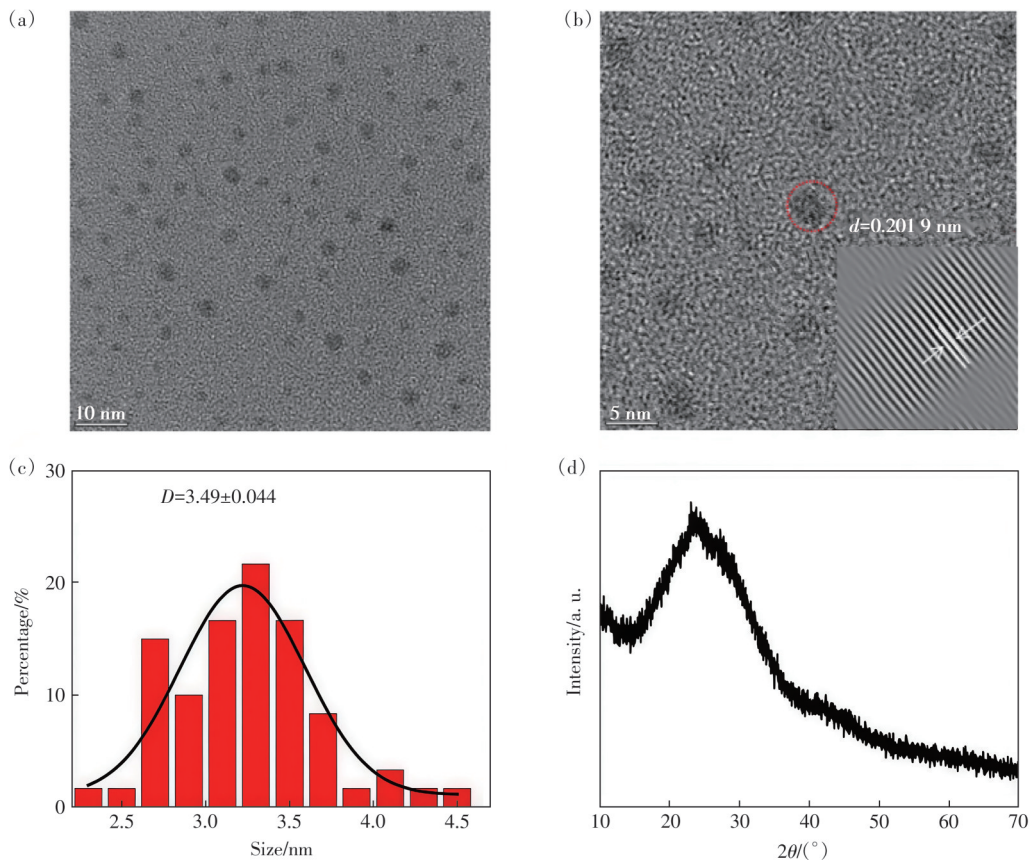 (a)
10 nm
(b)
d=0.201 9 nm
5 nm
(c)
30
20
10
0
Percentage/%
D=3.49±0.044
2.5 3.0 3.5 4.0 4.5
Size/nm
(d)
Intensity/a. u.
10 20 30 40 50 60 70
2θ/(°)